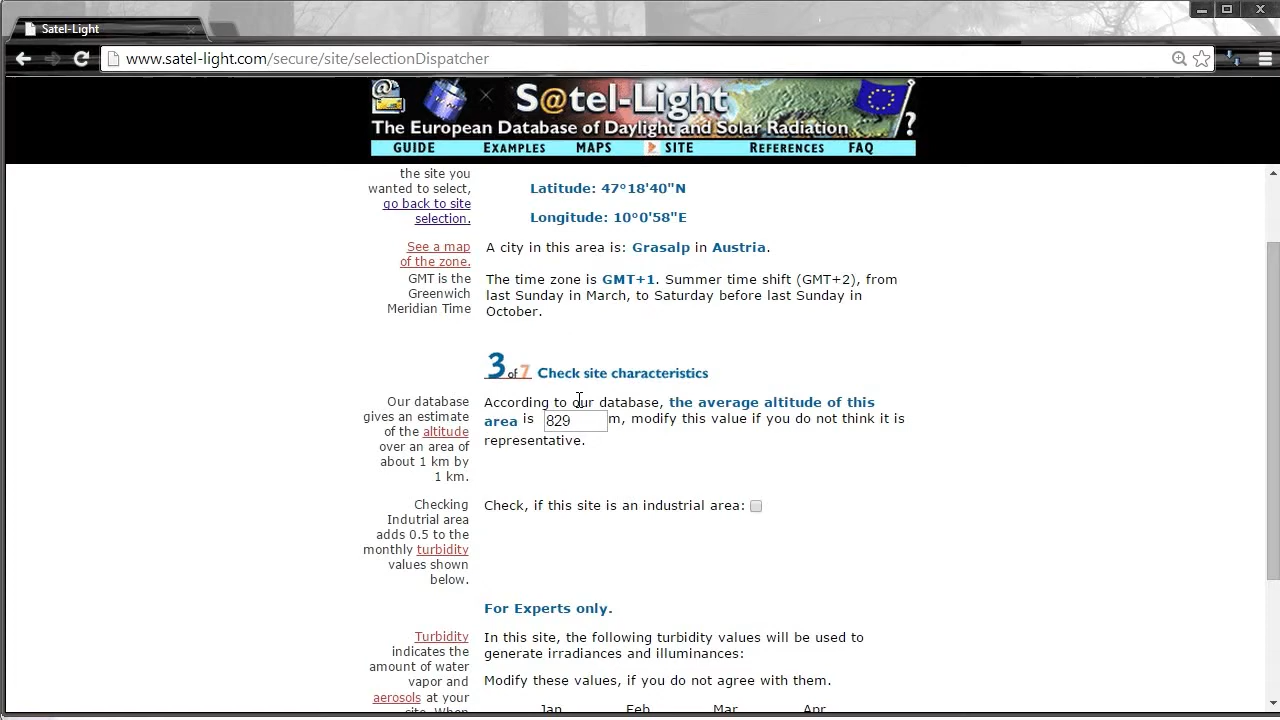 Satel-Light
www.satel-light.com/secure/site/selectionDispatcher
S@tel-Light
The European Database of Daylight and Solar Radiation
?
GUIDE EXAMPLES MAPS SITE REFERENCES FAQ
the site you
wanted to select,
go back to site
selection.
Latitude: 47°18'40"N
Longitude: 10°0'58"E
See a map
of the zone.
GMT is the
Greenwich
Meridian Time
A city in this area is: Grasalp in Austria.
The time zone is GMT+1. Summer time shift (GMT+2), from
last Sunday in March, to Saturday before last Sunday in
October.
3 of 7 Check site characteristics
Our database
gives an estimate
of the altitude
over an area of
about 1 km by
1 km.
According to our database, the average altitude of this
area is 829 m, modify this value if you do not think it is
representative.
Checking
Indutrial area
adds 0.5 to the
monthly turbidity
values shown
below.
Check, if this site is an industrial area:
For Experts only.
Turbidity
indicates the
amount of water
vapor and
aerosols at your
site. When
In this site, the following turbidity values will be used to
generate irradiances and illuminances:
Modify these values, if you do not agree with them.
Jan Feb Mar Apr